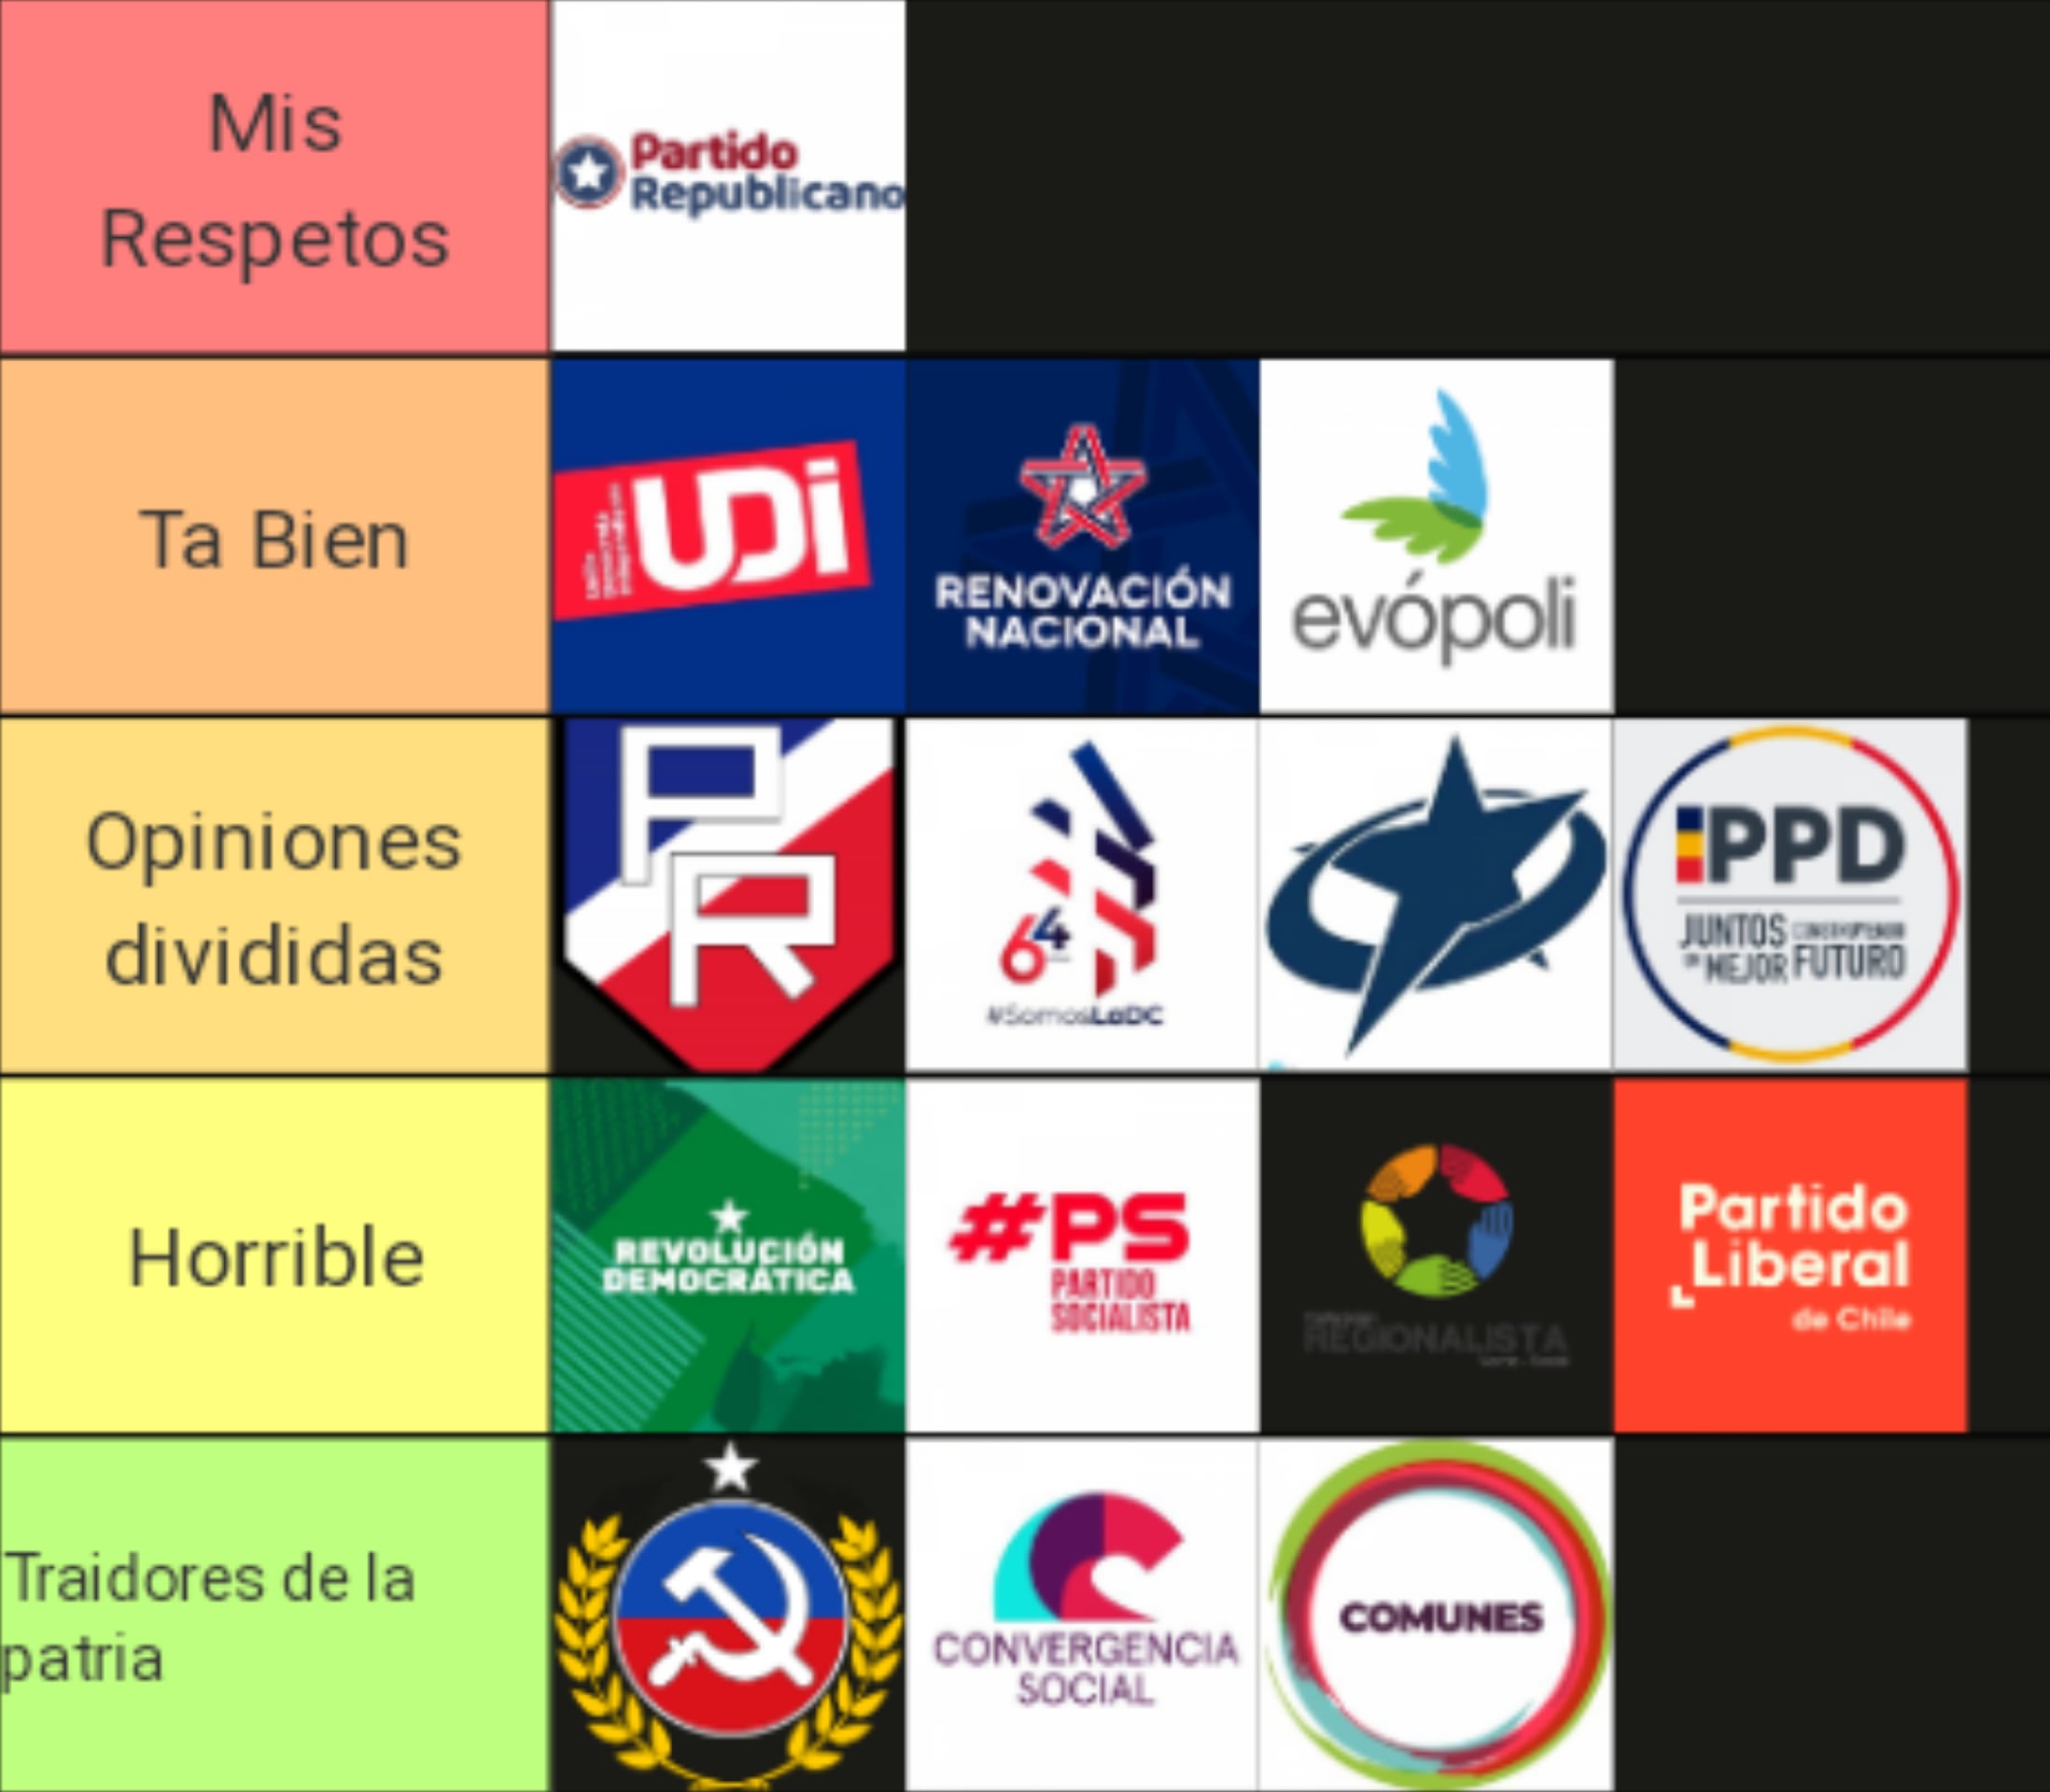 Mis
Respetos
Partido
Republicano
Ta Bien
UDi
RENOVACIÓN
NACIONAL
evópoli
Opiniones
divididas
PR
64
#SomosLaDC
PPD
JUNTOS
MEJOR FUTURO
Horrible
REVOLUCIÓN
DEMOCRÁTICA
#PS
PARTIDO
SOCIALISTA
REGIONALISTA
Partido
Liberal
de Chile
Traidores de la
patria
CONVERGENCIA
SOCIAL
COMUNES